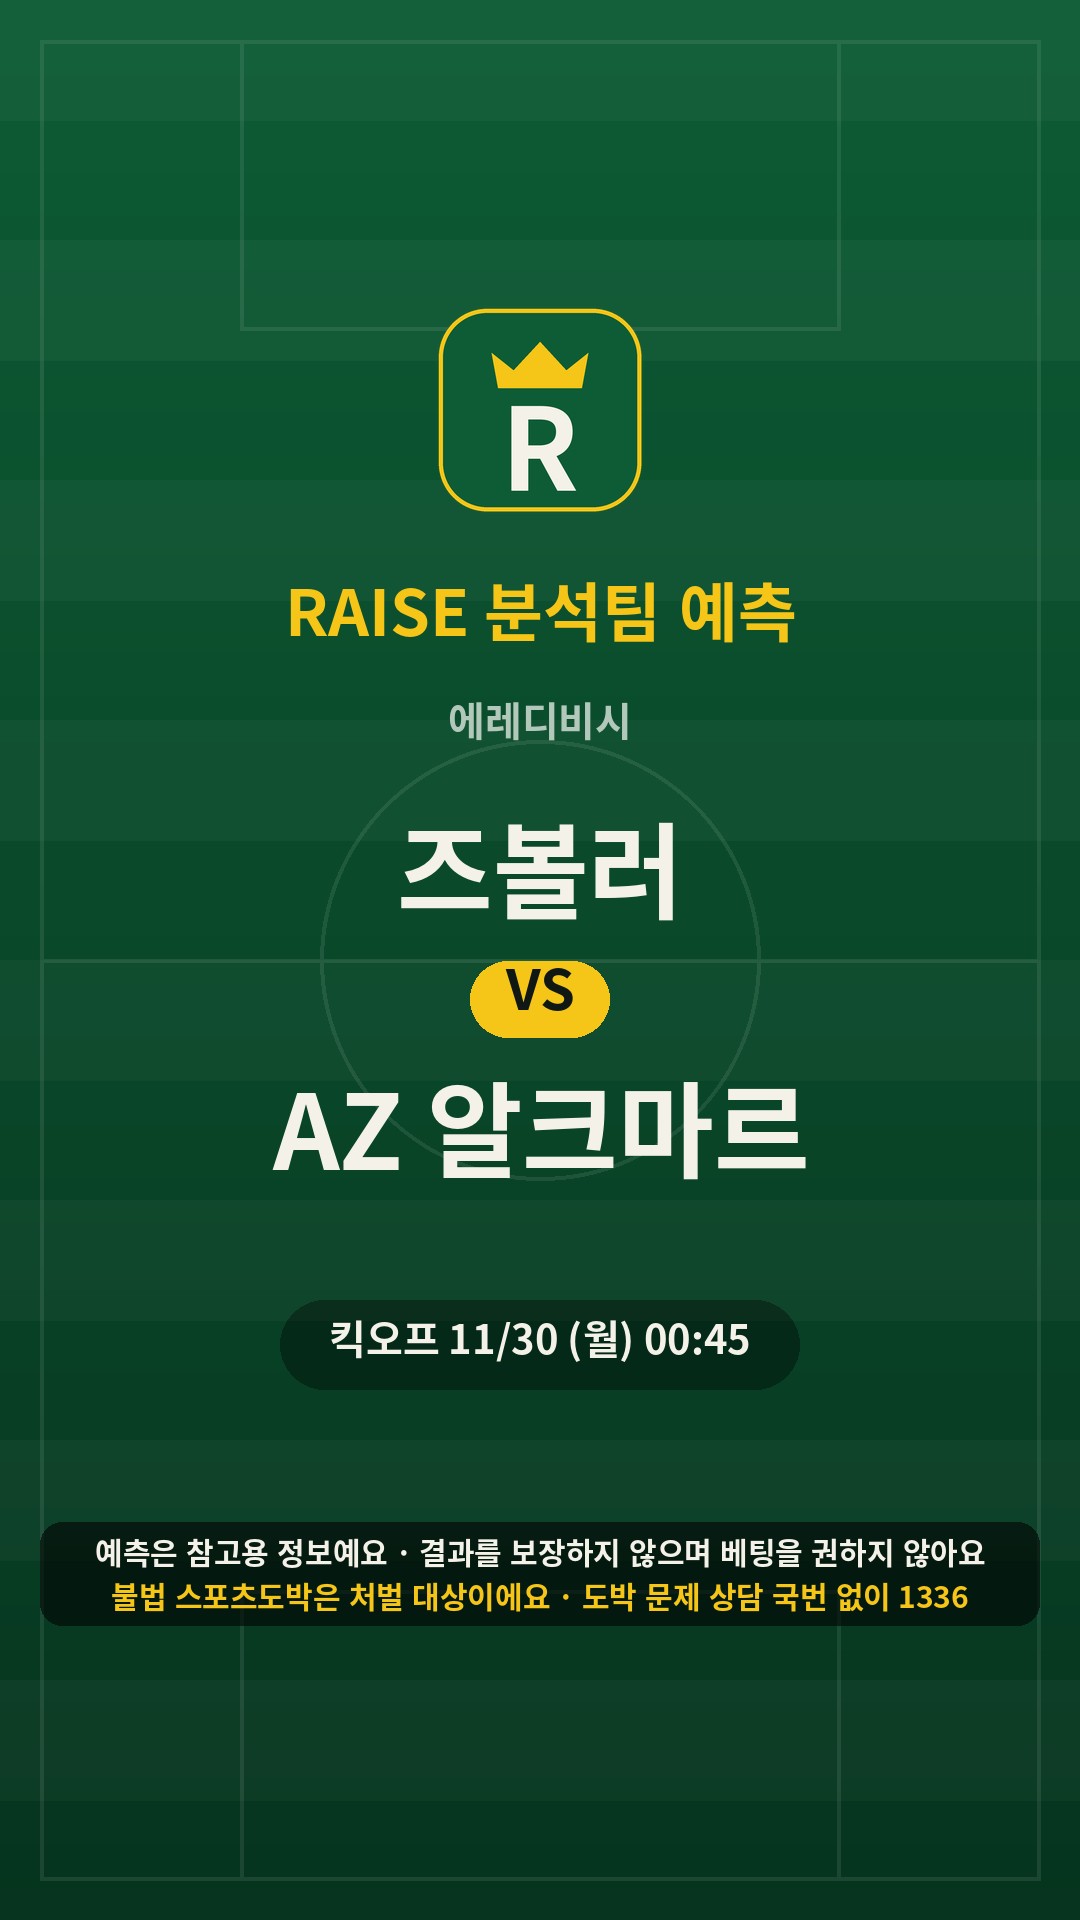 R
RAISE 분석팀 예측
에레디비시
즈볼러
VS
AZ 알크마르
킥오프 11/30 (월) 00:45
예측은 참고용 정보예요 · 결과를 보장하지 않으며 베팅을 권하지 않아요
불법 스포츠도박은 처벌 대상이에요 · 도박 문제 상담 국번 없이 1336